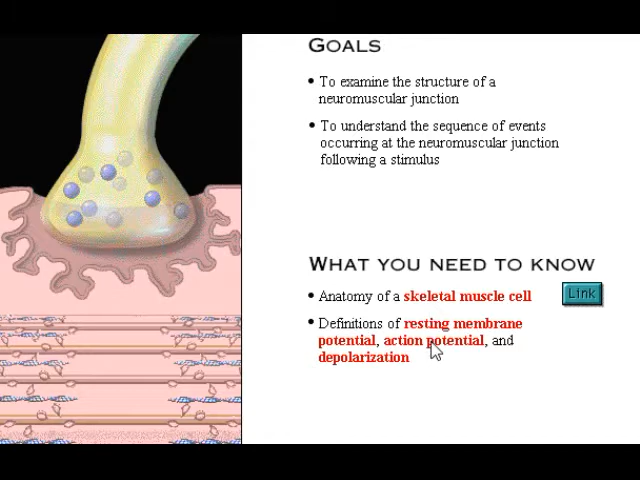 GOALS
• To examine the structure of a
neuromuscular junction
• To understand the sequence of events
occurring at the neuromuscular junction
following a stimulus
WHAT YOU NEED TO KNOW
• Anatomy of a skeletal muscle cell
Link
• Definitions of resting membrane
potential, action potential, and
depolarization